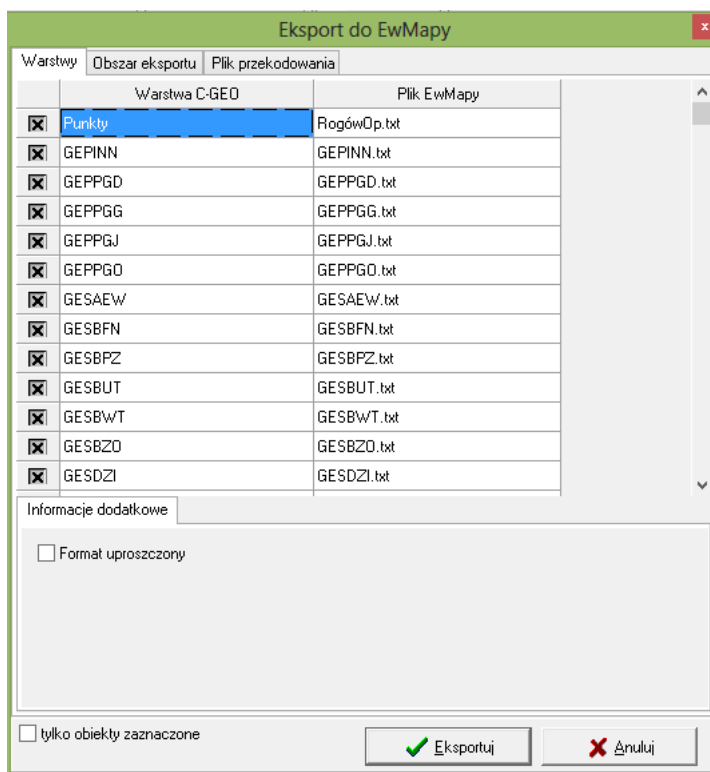 Eksport do EwMapy
x
Warstwy Obszar eksportu Plik przekodowania
Warstwa C-GEO Plik EwMapy
Punkty RogówOp.txt
GEPINN GEPINN.txt
GEPPGD GEPPGD.txt
GEPPGG GEPPGG.txt
GEPPGJ GEPPGJ.txt
GEPPGO GEPPGO.txt
GESAEW GESAEW.txt
GESBFN GESBFN.txt
GESBPZ GESBPZ.txt
GESBUT GESBUT.txt
GESBWT GESBWT.txt
GESBZO GESBZO.txt
GESDZI GESDZI.txt
Informacje dodatkowe
Format uproszczony
tylko obiekty zaznaczone
Eksportuj
Anuluj